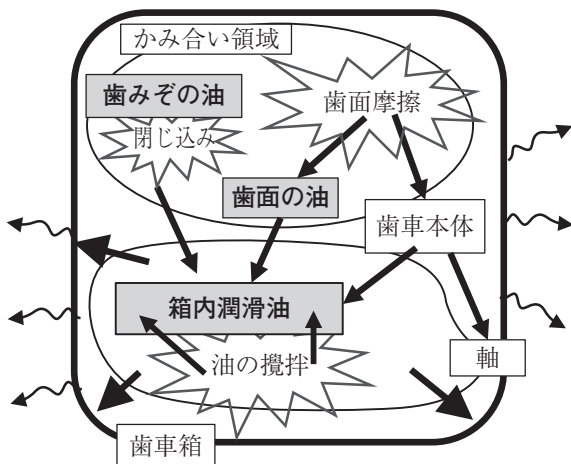 かみ合い領域
歯みぞの油
歯面摩擦
閉じ込み
歯面の油
歯車本体
箱内潤滑油
油の攪拌
軸
歯車箱